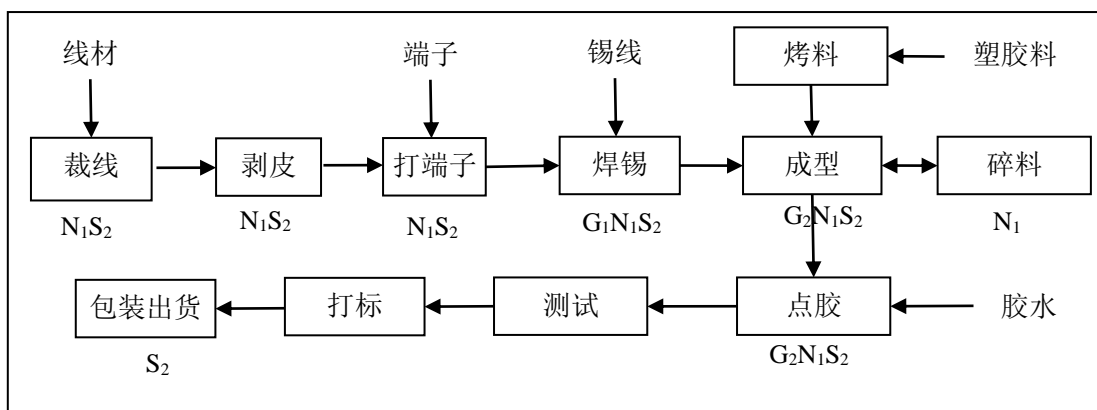 线材 端子 锡线 烤料 塑胶料
裁线 剥皮 打端子 焊锡 成型 碎料
N₁S₂ N₁S₂ N₁S₂ G₁N₁S₂ G₂N₁S₂ N₁
包装出货 打标 测试 点胶 胶水
S₂ G₂N₁S₂